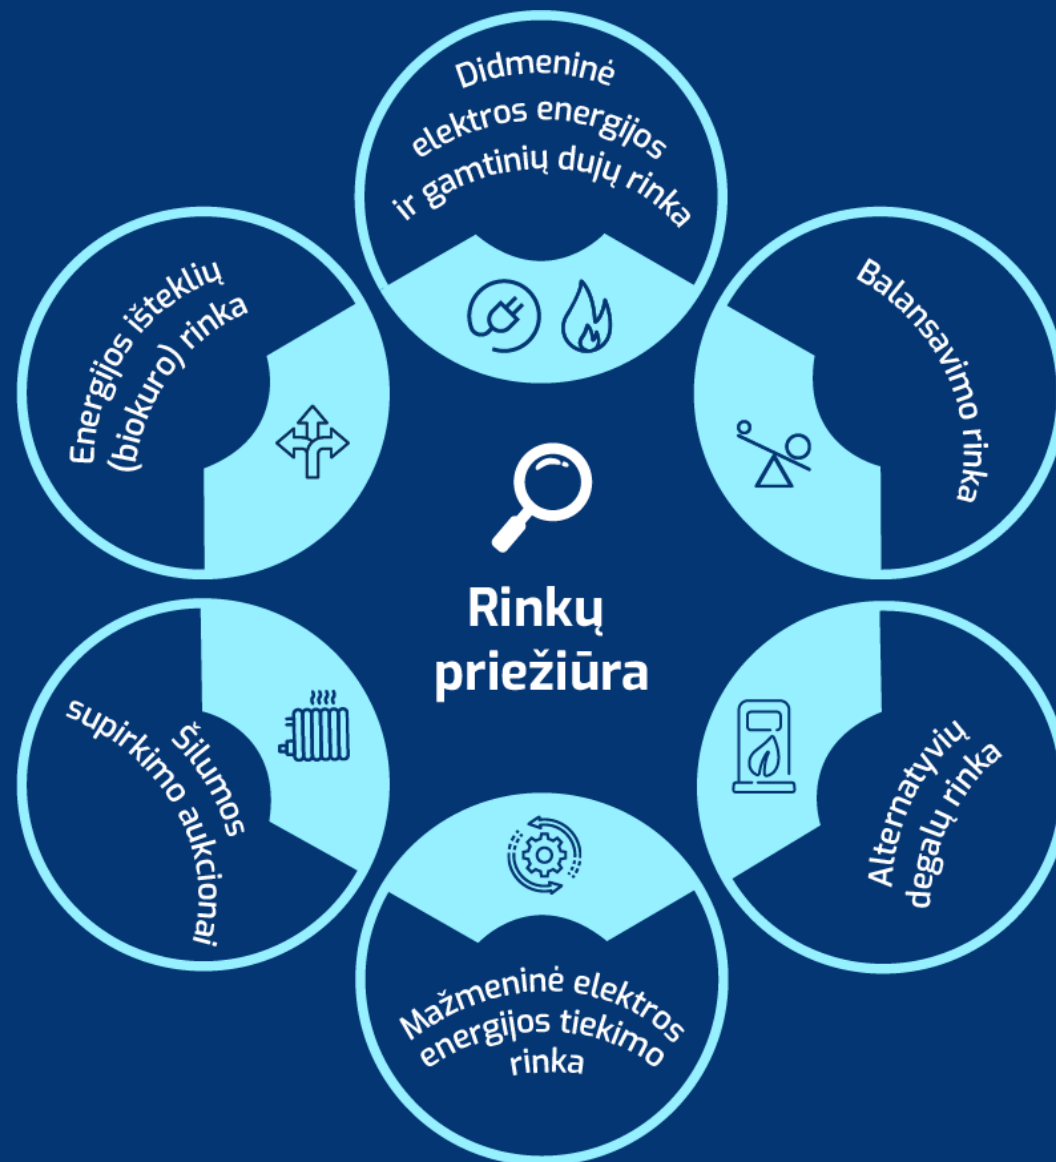 Didmeninė
elektros energijos
ir gamtinių dujų rinka
Energijos išteklių
(biokuro) rinka
Balansavimo rinka
Rinkų
priežiūra
Šilumos
supirkimo aukcionai
Alternatyvių
degalų rinka
Mažmeninė elektros
energijos tiekimo
rinka